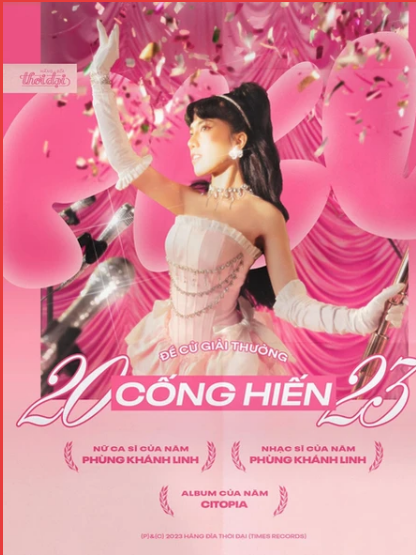 thời đại
ĐỀ CỬ GIẢI THƯỞNG
20 CỐNG HIẾN 23
NỮ CA SĨ CỦA NĂM
PHÙNG KHÁNH LINH
NHẠC SĨ CỦA NĂM
PHÙNG KHÁNH LINH
ALBUM CỦA NĂM
CITOPIA
(P)&(C) 2023 HÃNG ĐĨA THỜI ĐẠI (TIMES RECORDS)